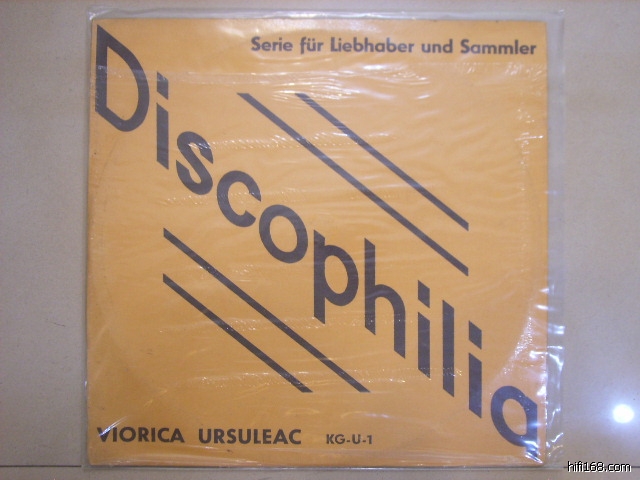 Serie für Liebhaber und Sammler
Discophilia
VIORICA URSULEAC KG-U-1
hifi168.com